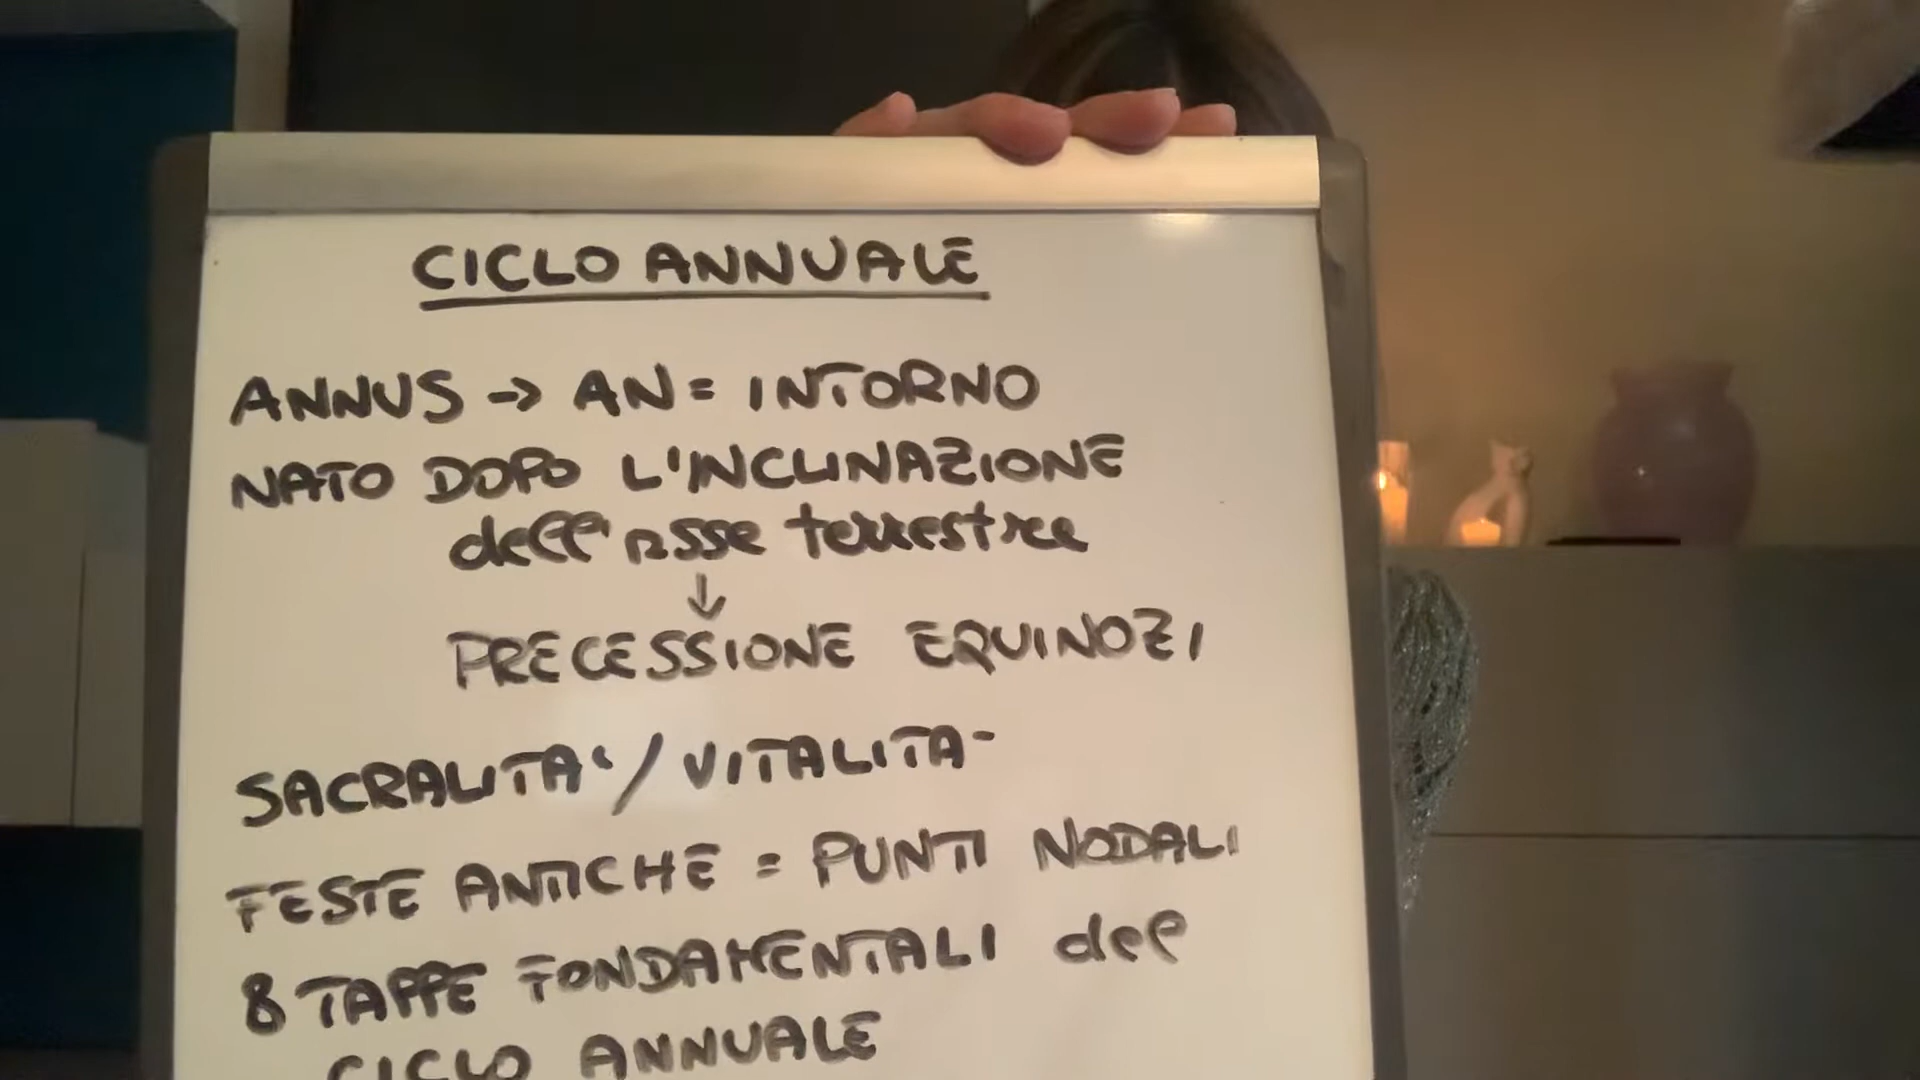 CICLO ANNUALE
ANNUS → AN = INTORNO
NATO DOPO L'INCLINAZIONE
dell'asse terrestre
↓
PRECESSIONE EQUINOZI
SACRALITA'/VITALITA'
FESTE ANTICHE = PUNTI NODALI
8 TAPPE FONDAMENTALI del
CICLO ANNUALE